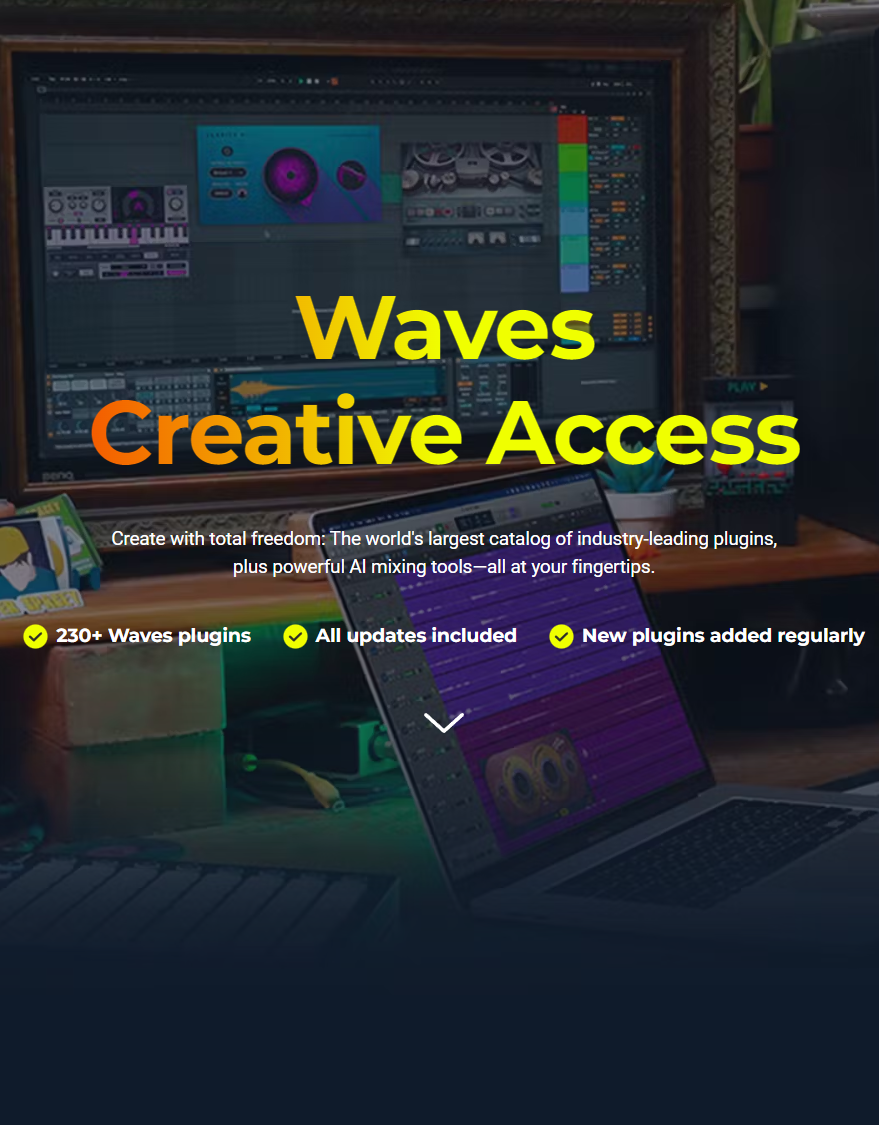 Waves
Creative Access
Create with total freedom: The world's largest catalog of industry-leading plugins,
plus powerful AI mixing tools—all at your fingertips.
230+ Waves plugins
All updates included
New plugins added regularly
PLAY
BenQ